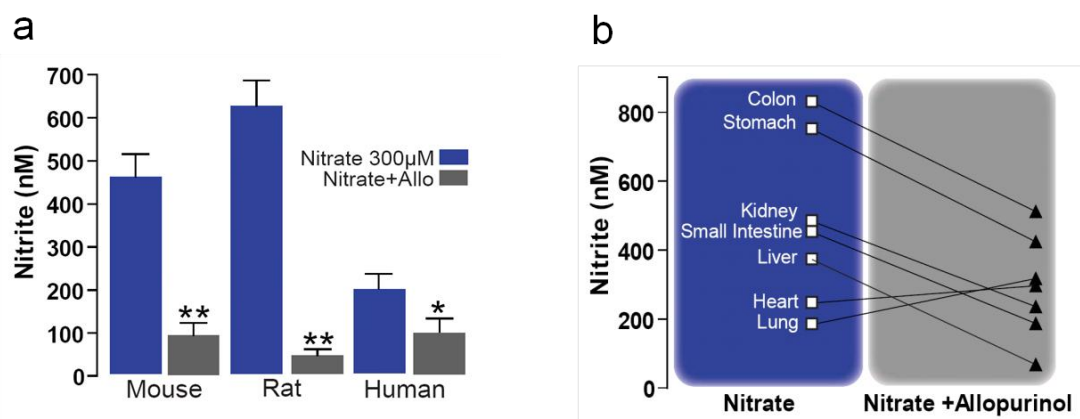 a
Nitrite (nM)
700
600
500
400
300
200
100
0
Nitrate 300µM
Nitrate+Allo
**
**
*
Mouse Rat Human
b
Nitrite (nM)
800
600
400
200
0
Colon
Stomach
Kidney
Small Intestine
Liver
Heart
Lung
Nitrate Nitrate +Allopurinol